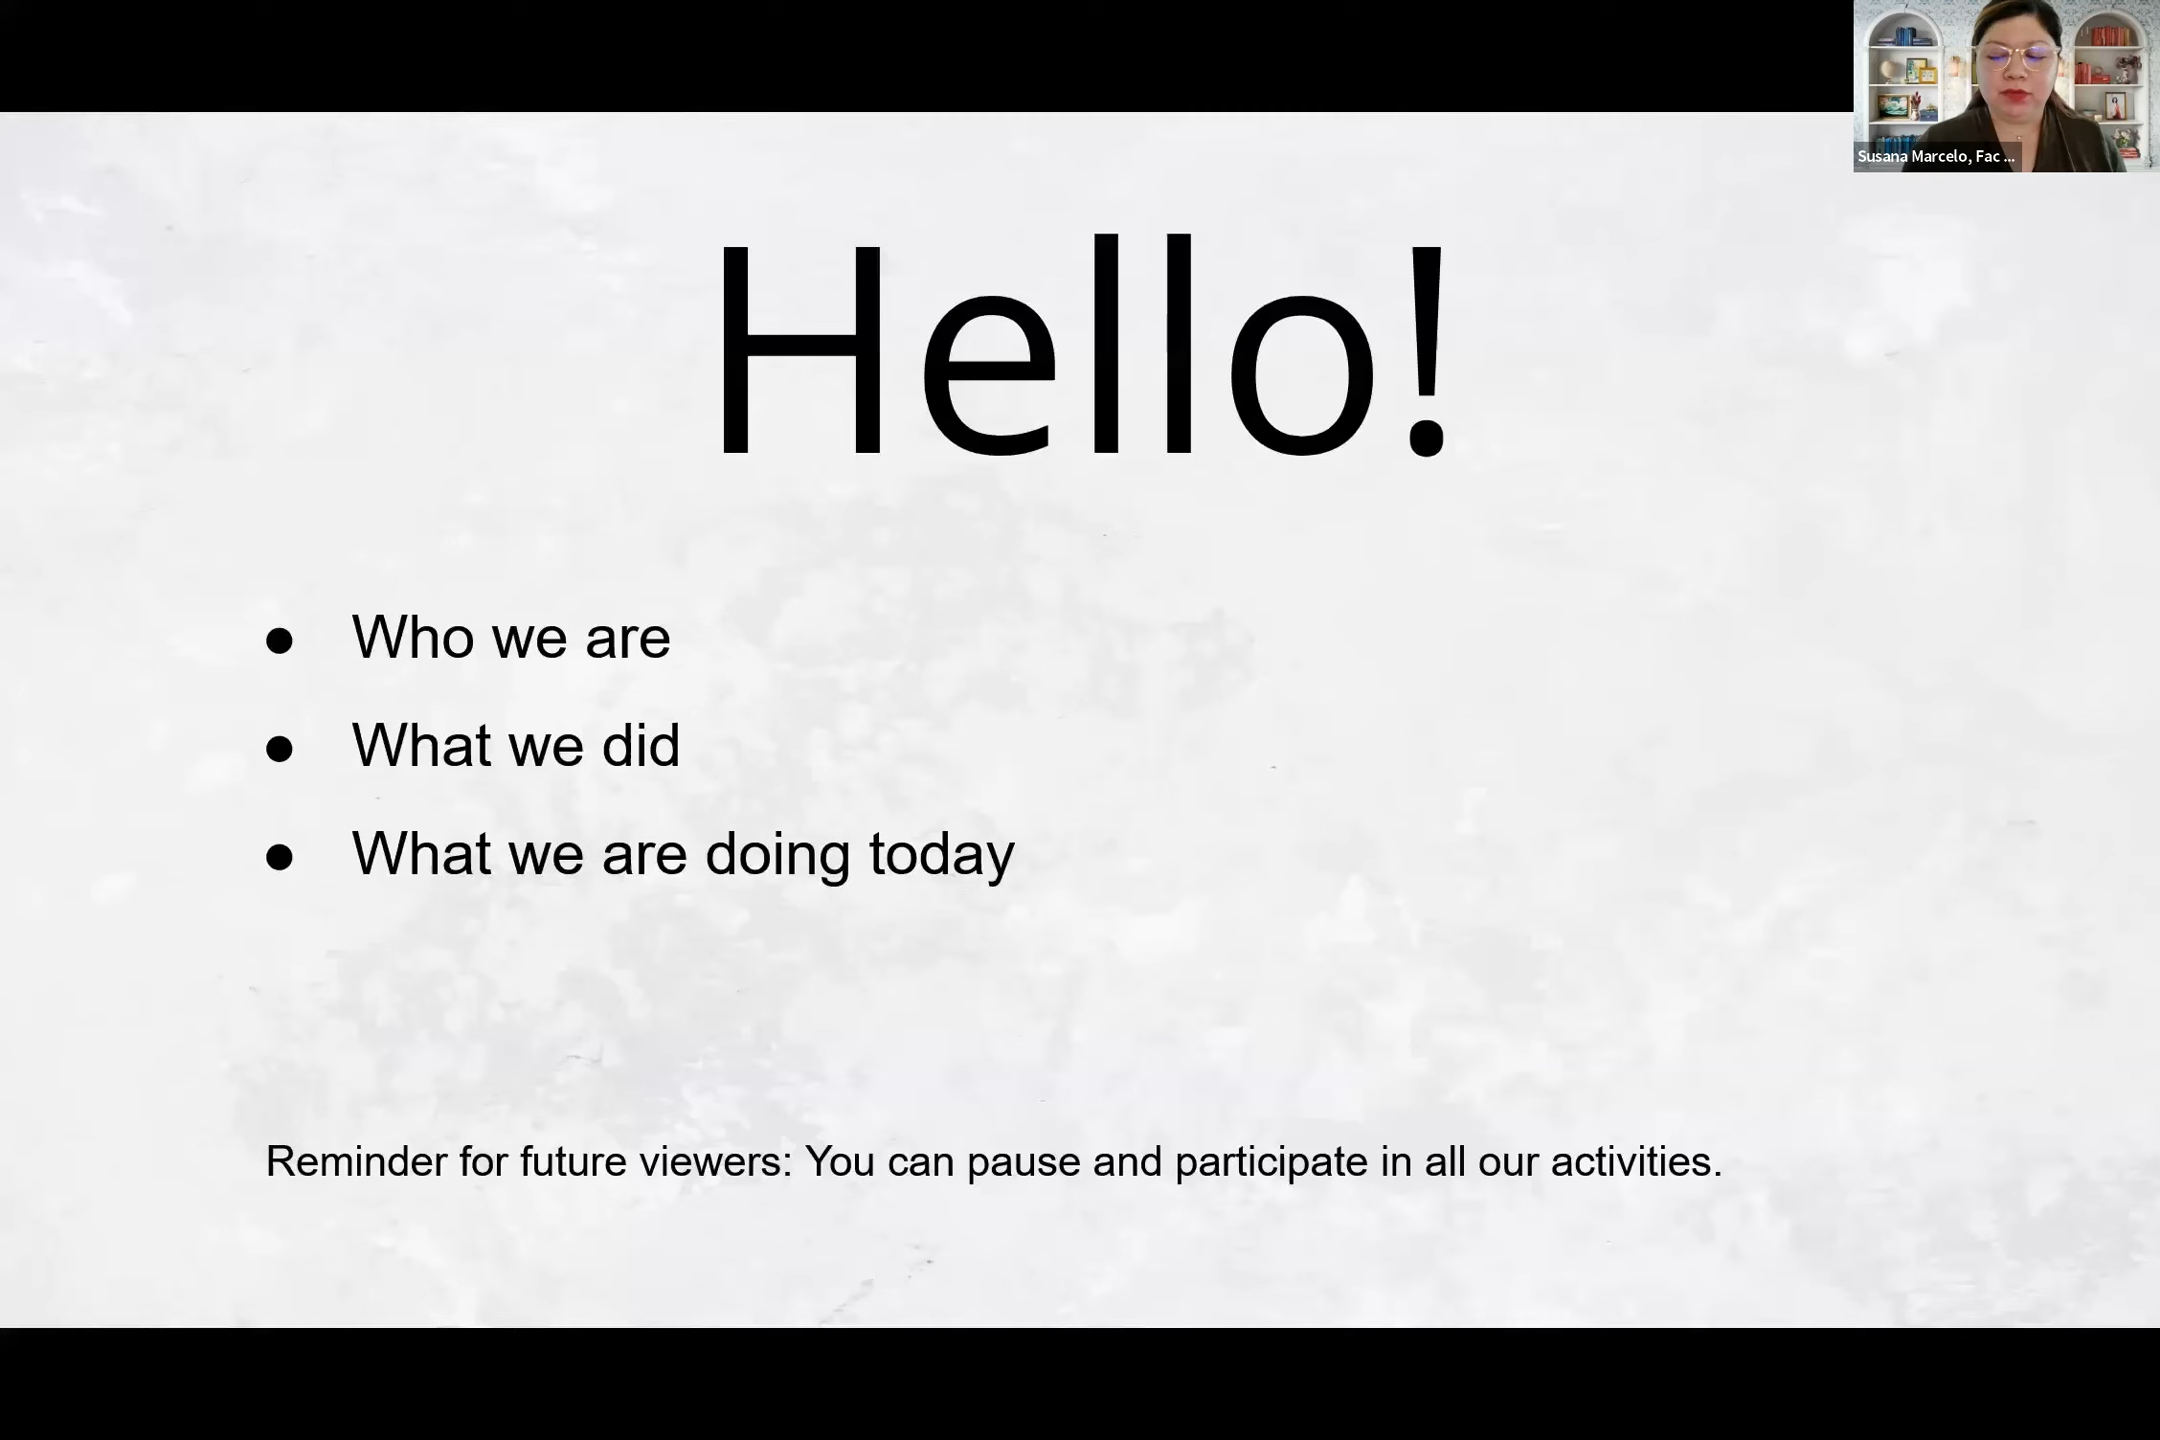 Hello!
● Who we are
● What we did
● What we are doing today
Reminder for future viewers: You can pause and participate in all our activities.
Susana Marcelo, Fac ...